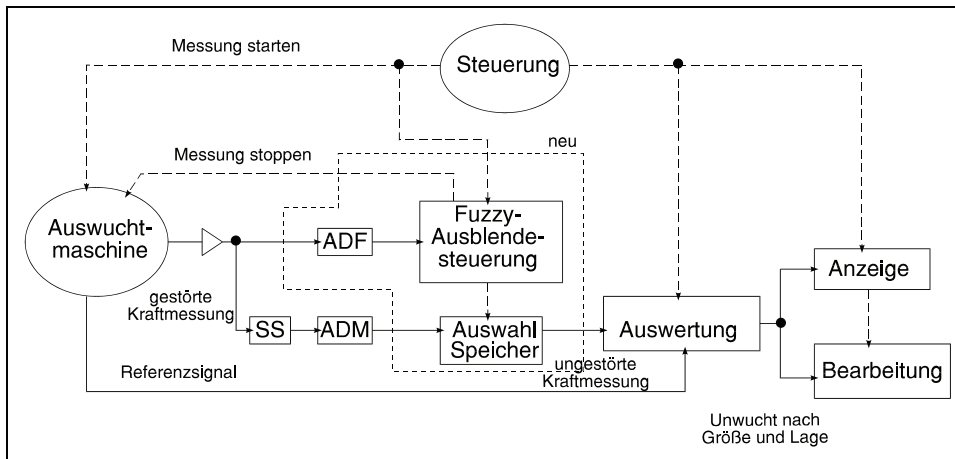 Messung starten
Steuerung
neu
Messung stoppen
Auswucht-
maschine
ADF
Fuzzy-
Ausblende-
steuerung
Anzeige
gestörte
Kraftmessung
SS
ADM
Auswahl
Speicher
Auswertung
ungestörte
Kraftmessung
Referenzsignal
Bearbeitung
Unwucht nach
Größe und Lage